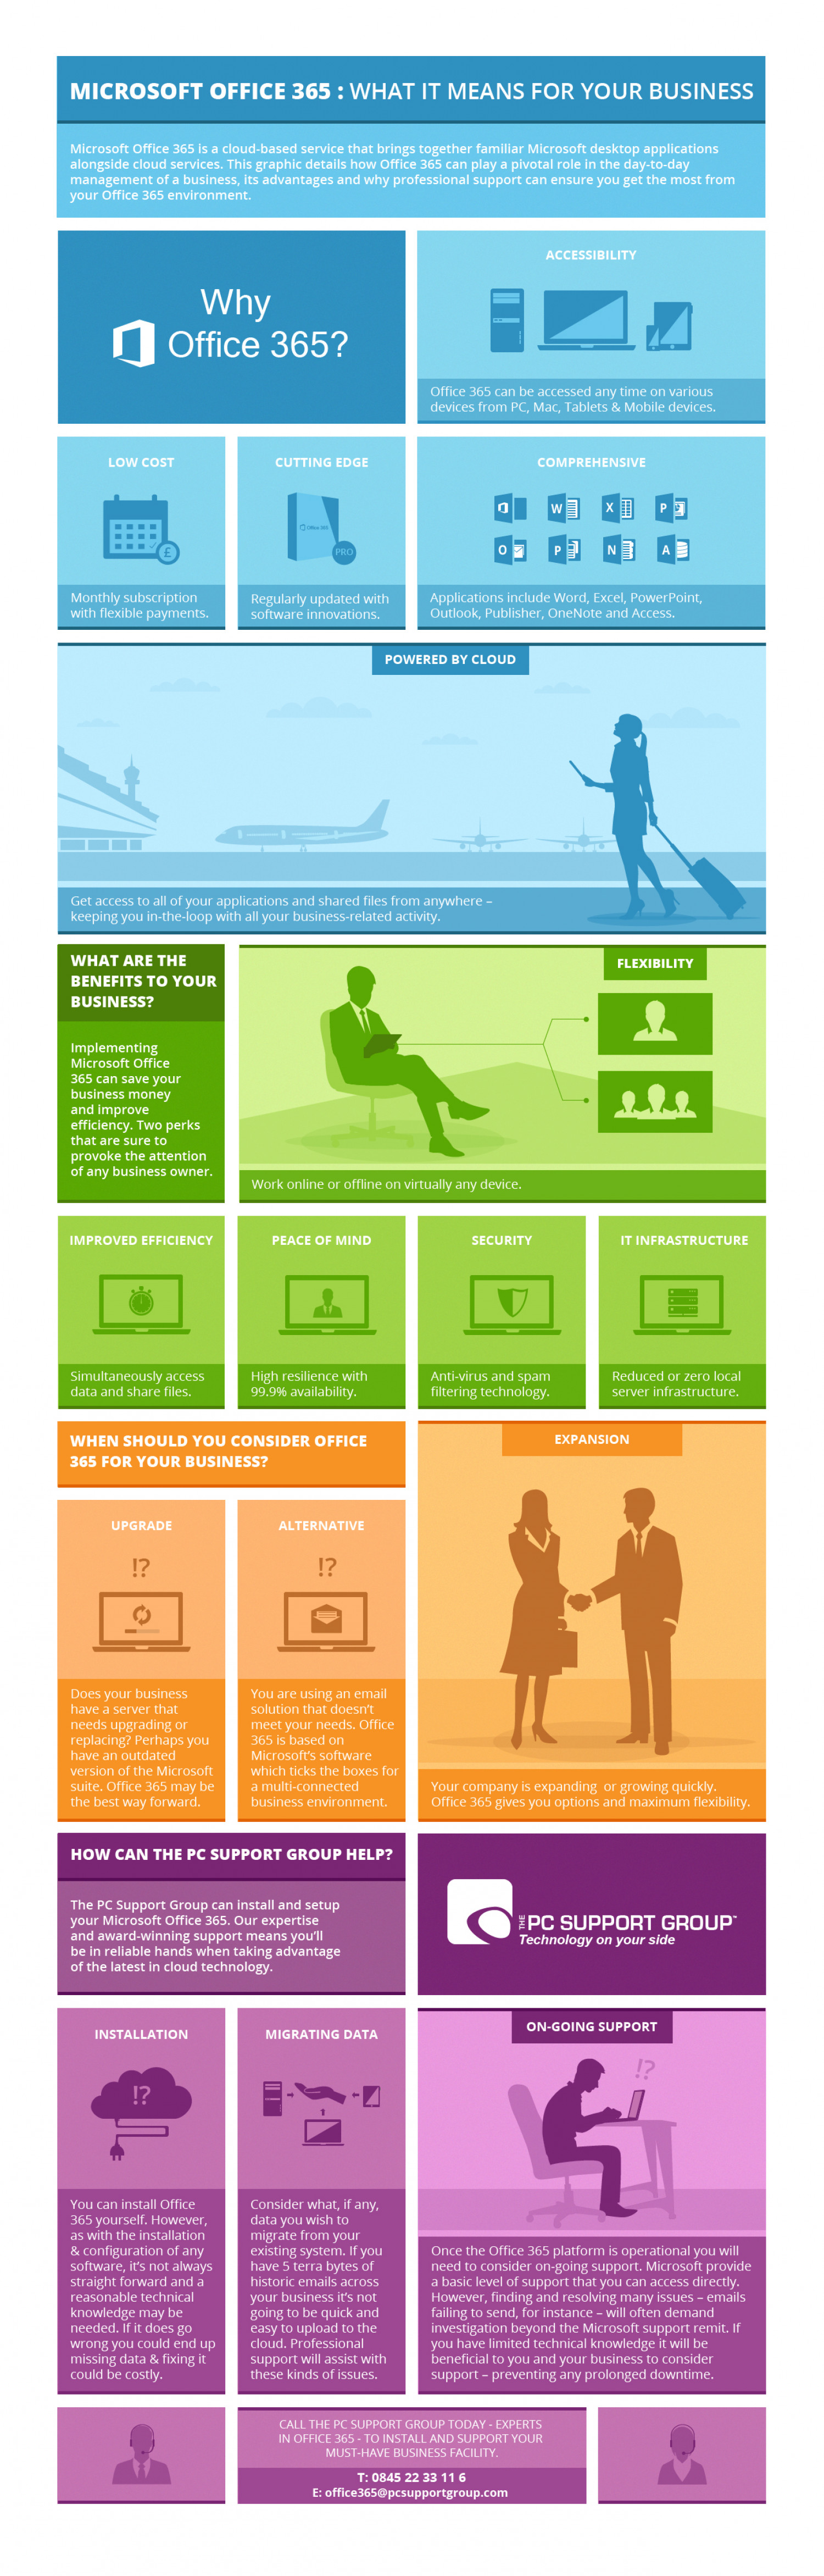 MICROSOFT OFFICE 365 : WHAT IT MEANS FOR YOUR BUSINESS
Microsoft Office 365 is a cloud-based service that brings together familiar Microsoft desktop applications
alongside cloud services. This graphic details how Office 365 can play a pivotal role in the day-to-day
management of a business, its advantages and why professional support can ensure you get the most from
your Office 365 environment.
Why
Office 365?
ACCESSIBILITY
Office 365 can be accessed any time on various
devices from PC, Mac, Tablets & Mobile devices.
LOW COST
£
Monthly subscription
with flexible payments.
CUTTING EDGE
Office 365
PRO
Regularly updated with
software innovations.
COMPREHENSIVE
W X P
O P N A
Applications include Word, Excel, PowerPoint,
Outlook, Publisher, OneNote and Access.
POWERED BY CLOUD
Get access to all of your applications and shared files from anywhere –
keeping you in-the-loop with all your business-related activity.
WHAT ARE THE
BENEFITS TO YOUR
BUSINESS?
Implementing
Microsoft Office
365 can save your
business money
and improve
efficiency. Two perks
that are sure to
provoke the attention
of any business owner.
FLEXIBILITY
Work online or offline on virtually any device.
IMPROVED EFFICIENCY
Simultaneously access
data and share files.
PEACE OF MIND
High resilience with
99.9% availability.
SECURITY
Anti-virus and spam
filtering technology.
IT INFRASTRUCTURE
Reduced or zero local
server infrastructure.
WHEN SHOULD YOU CONSIDER OFFICE
365 FOR YOUR BUSINESS?
UPGRADE
!?
Does your business
have a server that
needs upgrading or
replacing? Perhaps you
have an outdated
version of the Microsoft
suite. Office 365 may be
the best way forward.
ALTERNATIVE
!?
You are using an email
solution that doesn't
meet your needs. Office
365 is based on
Microsoft's software
which ticks the boxes for
a multi-connected
business environment.
EXPANSION
Your company is expanding or growing quickly.
Office 365 gives you options and maximum flexibility.
HOW CAN THE PC SUPPORT GROUP HELP?
The PC Support Group can install and setup
your Microsoft Office 365. Our expertise
and award-winning support means you'll
be in reliable hands when taking advantage
of the latest in cloud technology.
THE PC SUPPORT GROUP™
Technology on your side
INSTALLATION
!?
You can install Office
365 yourself. However,
as with the installation
& configuration of any
software, it's not always
straight forward and a
reasonable technical
knowledge may be
needed. If it does go
wrong you could end up
missing data & fixing it
could be costly.
MIGRATING DATA
Consider what, if any,
data you wish to
migrate from your
existing system. If you
have 5 terra bytes of
historic emails across
your business it's not
going to be quick and
easy to upload to the
cloud. Professional
support will assist with
these kinds of issues.
ON-GOING SUPPORT
!?
Once the Office 365 platform is operational you will
need to consider on-going support. Microsoft provide
a basic level of support that you can access directly.
However, finding and resolving many issues – emails
failing to send, for instance – will often demand
investigation beyond the Microsoft support remit. If
you have limited technical knowledge it will be
beneficial to you and your business to consider
support – preventing any prolonged downtime.
CALL THE PC SUPPORT GROUP TODAY - EXPERTS
IN OFFICE 365 - TO INSTALL AND SUPPORT YOUR
MUST-HAVE BUSINESS FACILITY.
T: 0845 22 33 11 6
E: office365@pcsupportgroup.com